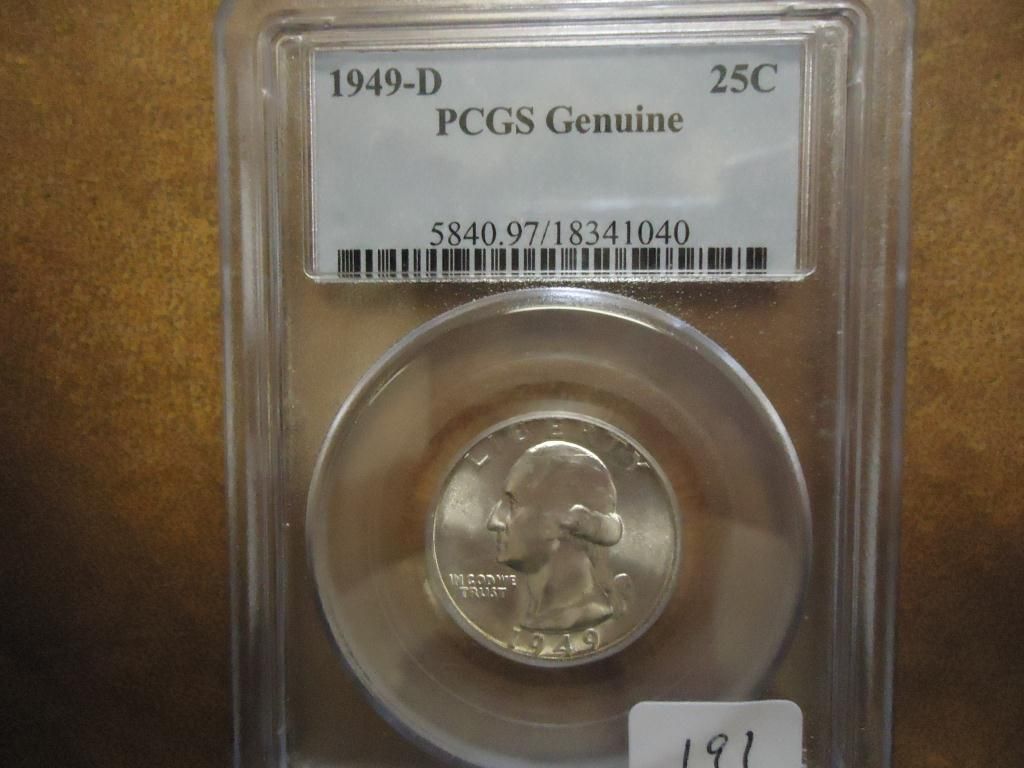 1949-D 25C
PCGS Genuine
5840.97/18341040
LIBERTY
IN GOD WE
TRUST
1949
191